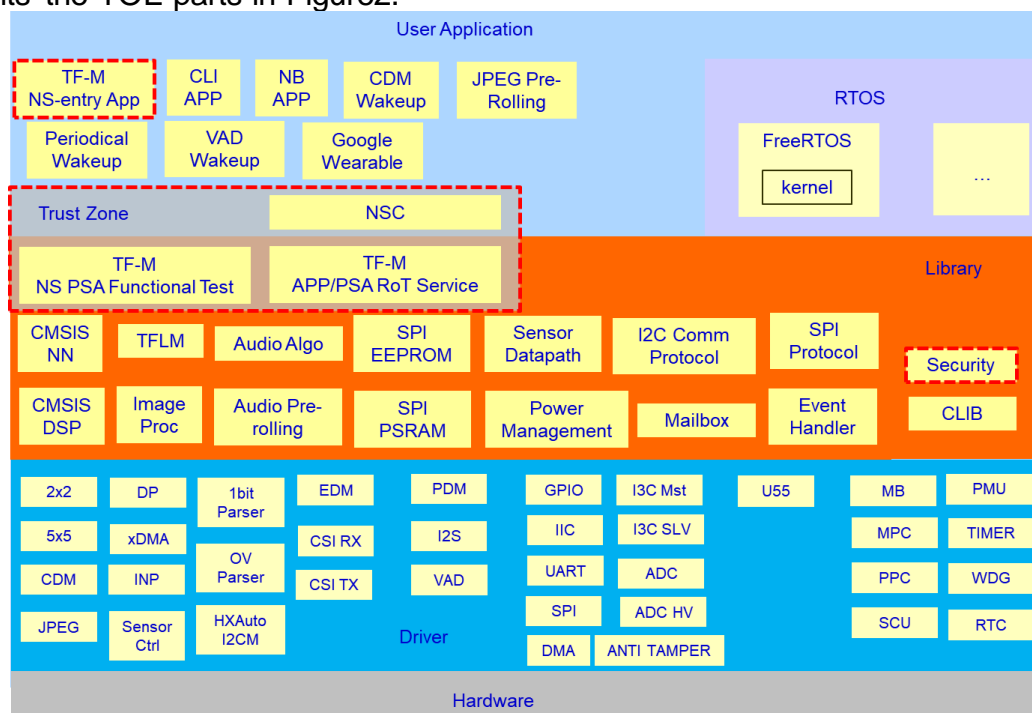 the TOE parts in Figure2.
User Application
TF-M
NS-entry App
CLI
APP
NB
APP
CDM
Wakeup
JPEG Pre-
Rolling
RTOS
Periodical
Wakeup
VAD
Wakeup
Google
Wearable
FreeRTOS
kernel
...
Trust Zone
NSC
TF-M
NS PSA Functional Test
TF-M
APP/PSA RoT Service
Library
CMSIS
NN
TFLM
Audio Algo
SPI
EEPROM
Sensor
Datapath
I2C Comm
Protocol
SPI
Protocol
Security
CMSIS
DSP
Image
Proc
Audio Pre-
rolling
SPI
PSRAM
Power
Management
Mailbox
Event
Handler
CLIB
2x2
DP
1bit
Parser
EDM
PDM
GPIO
I3C Mst
U55
MB
PMU
5x5
xDMA
OV
Parser
CSI RX
I2S
IIC
I3C SLV
MPC
TIMER
CDM
INP
CSI TX
VAD
UART
ADC
PPC
WDG
JPEG
Sensor
Ctrl
HXAuto
I2CM
Driver
SPI
ADC HV
SCU
RTC
DMA
ANTI TAMPER
Hardware